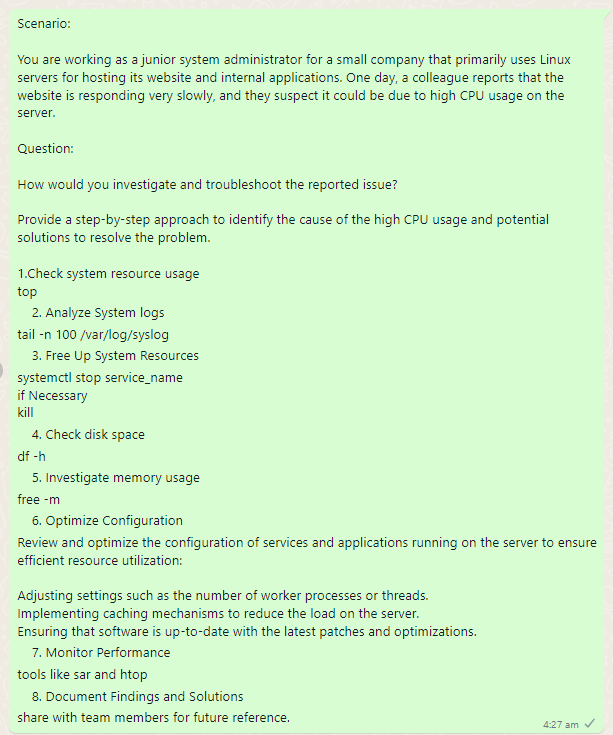 Scenario:
You are working as a junior system administrator for a small company that primarily uses Linux
servers for hosting its website and internal applications. One day, a colleague reports that the
website is responding very slowly, and they suspect it could be due to high CPU usage on the
server.
Question:
How would you investigate and troubleshoot the reported issue?
Provide a step-by-step approach to identify the cause of the high CPU usage and potential
solutions to resolve the problem.
1.Check system resource usage
top
2. Analyze System logs
tail -n 100 /var/log/syslog
3. Free Up System Resources
systemctl stop service_name
if Necessary
kill
4. Check disk space
df -h
5. Investigate memory usage
free -m
6. Optimize Configuration
Review and optimize the configuration of services and applications running on the server to ensure
efficient resource utilization:
Adjusting settings such as the number of worker processes or threads.
Implementing caching mechanisms to reduce the load on the server.
Ensuring that software is up-to-date with the latest patches and optimizations.
7. Monitor Performance
tools like sar and htop
8. Document Findings and Solutions
share with team members for future reference.
4:27 am